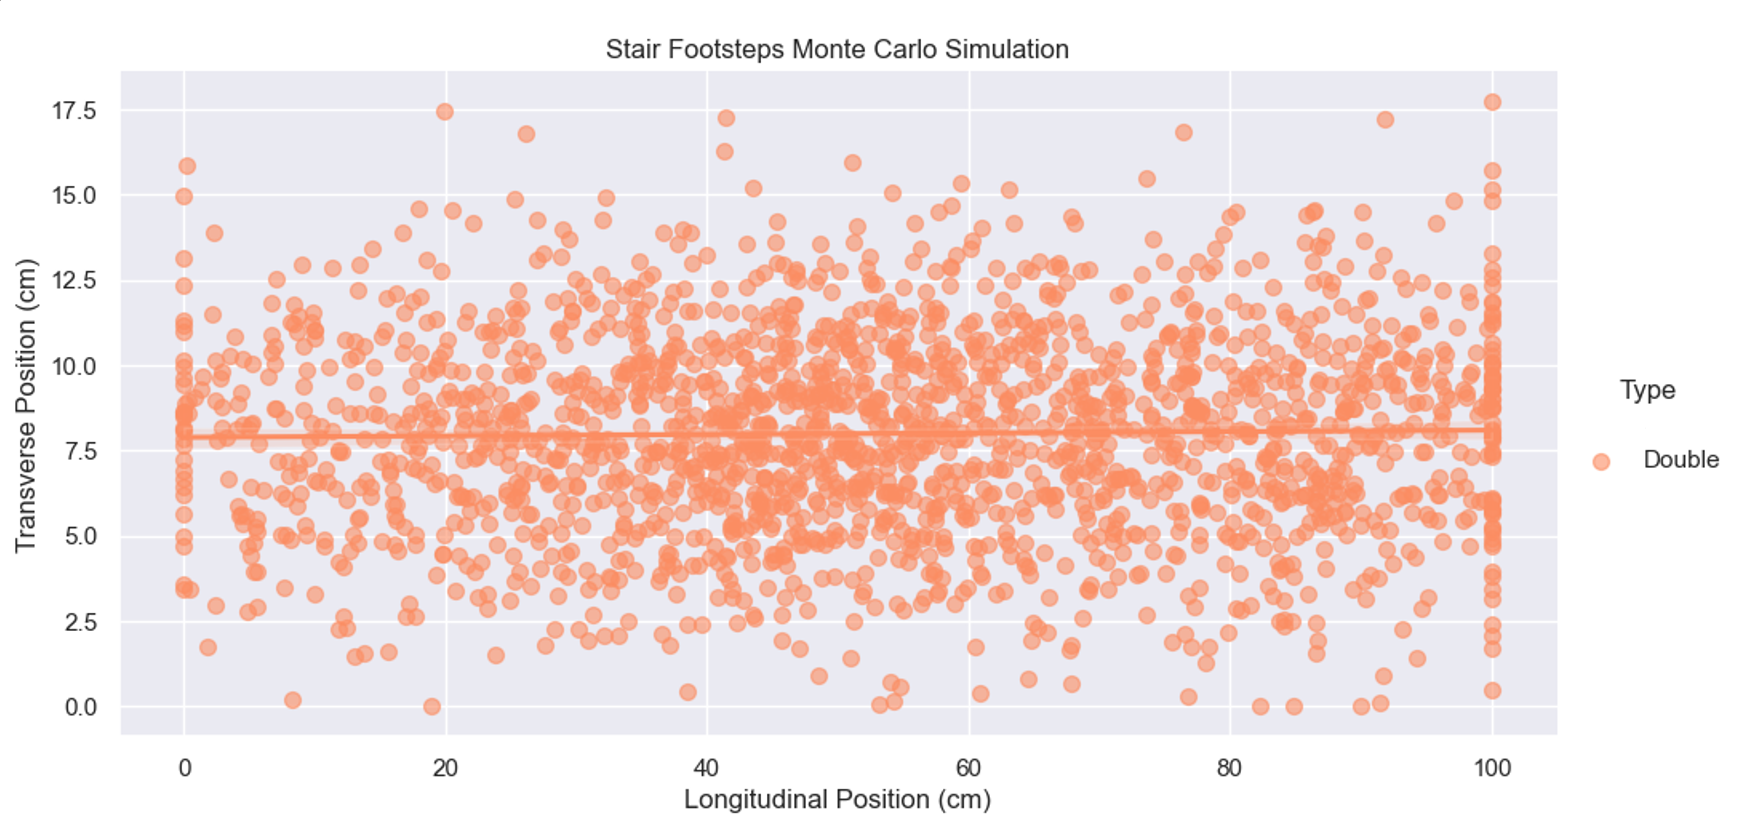 Stair Footsteps Monte Carlo Simulation
17.5
15.0
12.5
10.0
7.5
5.0
2.5
0.0
Transverse Position (cm)
0 20 40 60 80 100
Longitudinal Position (cm)
Type
Double